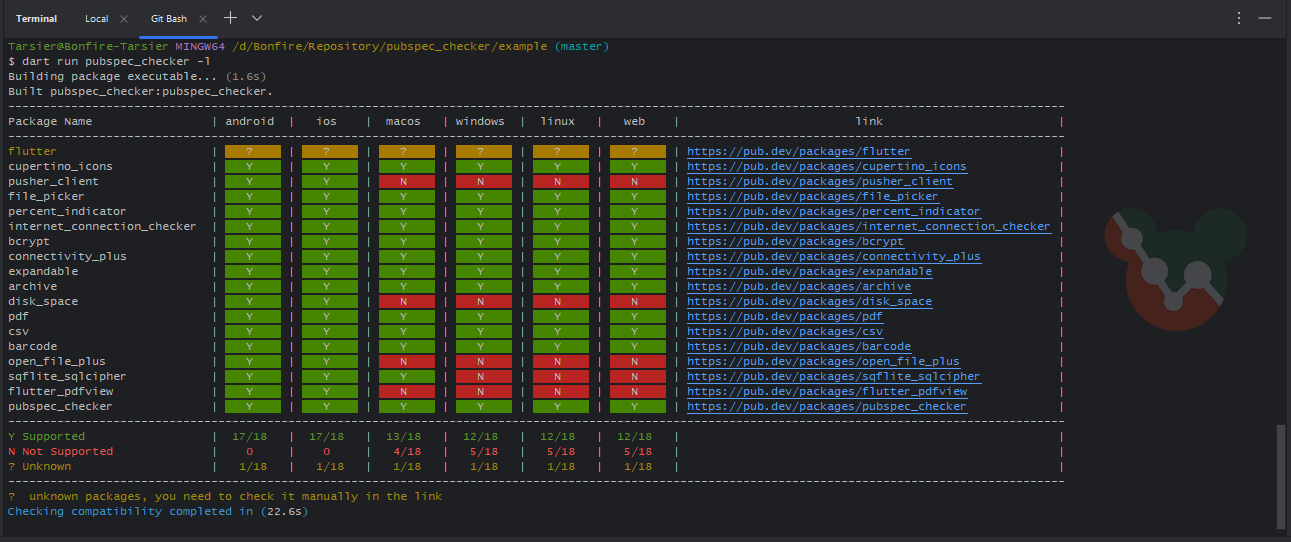 Terminal Local × Git Bash × +
Tarsier@Bonfire-Tarsier MINGW64 /d/Bonfire/Repository/pubspec_checker/example (master)
$ dart run pubspec_checker -l
Building package executable... (1.6s)
Built pubspec_checker:pubspec_checker.
Package Name | android | ios | macos | windows | linux | web | link |
flutter | ? | ? | ? | ? | ? | ? | https://pub.dev/packages/flutter |
cupertino_icons | Y | Y | Y | Y | Y | Y | https://pub.dev/packages/cupertino_icons |
pusher_client | Y | Y | N | N | N | N | https://pub.dev/packages/pusher_client |
file_picker | Y | Y | Y | Y | Y | Y | https://pub.dev/packages/file_picker |
percent_indicator | Y | Y | Y | Y | Y | Y | https://pub.dev/packages/percent_indicator |
internet_connection_checker | Y | Y | Y | Y | Y | Y | https://pub.dev/packages/internet_connection_checker |
bcrypt | Y | Y | Y | Y | Y | Y | https://pub.dev/packages/bcrypt |
connectivity_plus | Y | Y | Y | Y | Y | Y | https://pub.dev/packages/connectivity_plus |
expandable | Y | Y | Y | Y | Y | Y | https://pub.dev/packages/expandable |
archive | Y | Y | Y | Y | Y | Y | https://pub.dev/packages/archive |
disk_space | Y | Y | N | N | N | N | https://pub.dev/packages/disk_space |
pdf | Y | Y | Y | Y | Y | Y | https://pub.dev/packages/pdf |
csv | Y | Y | Y | Y | Y | Y | https://pub.dev/packages/csv |
barcode | Y | Y | Y | Y | Y | Y | https://pub.dev/packages/barcode |
open_file_plus | Y | Y | N | N | N | N | https://pub.dev/packages/open_file_plus |
sqflite_sqlcipher | Y | Y | Y | N | N | N | https://pub.dev/packages/sqflite_sqlcipher |
flutter_pdfview | Y | Y | N | N | N | N | https://pub.dev/packages/flutter_pdfview |
pubspec_checker | Y | Y | Y | Y | Y | Y | https://pub.dev/packages/pubspec_checker |
Y Supported | 17/18 | 17/18 | 13/18 | 12/18 | 12/18 | 12/18 | |
N Not Supported | 0 | 0 | 4/18 | 5/18 | 5/18 | 5/18 | |
? Unknown | 1/18 | 1/18 | 1/18 | 1/18 | 1/18 | 1/18 | |
? unknown packages, you need to check it manually in the link
Checking compatibility completed in (22.6s)